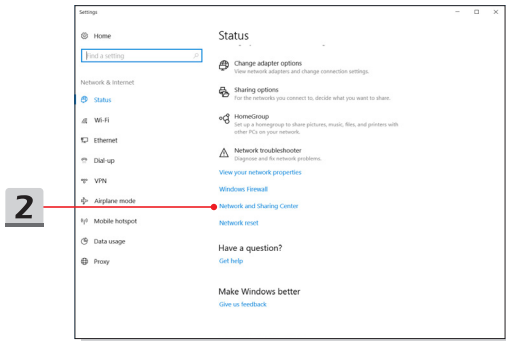 Settings
Home
Find a setting
Network & Internet
Status
Wi-Fi
Ethernet
Dial-up
VPN
Airplane mode
Mobile hotspot
Data usage
Proxy
Status
Change adapter options
View network adapters and change connection settings.
Sharing options
For the networks you connect to, decide what you want to share.
HomeGroup
Set up a homegroup to share pictures, music, files, and printers with
other PCs on your network.
Network troubleshooter
Diagnose and fix network problems.
View your network properties
Windows Firewall
Network and Sharing Center
Network reset
Have a question?
Get help
Make Windows better
Give us feedback
2